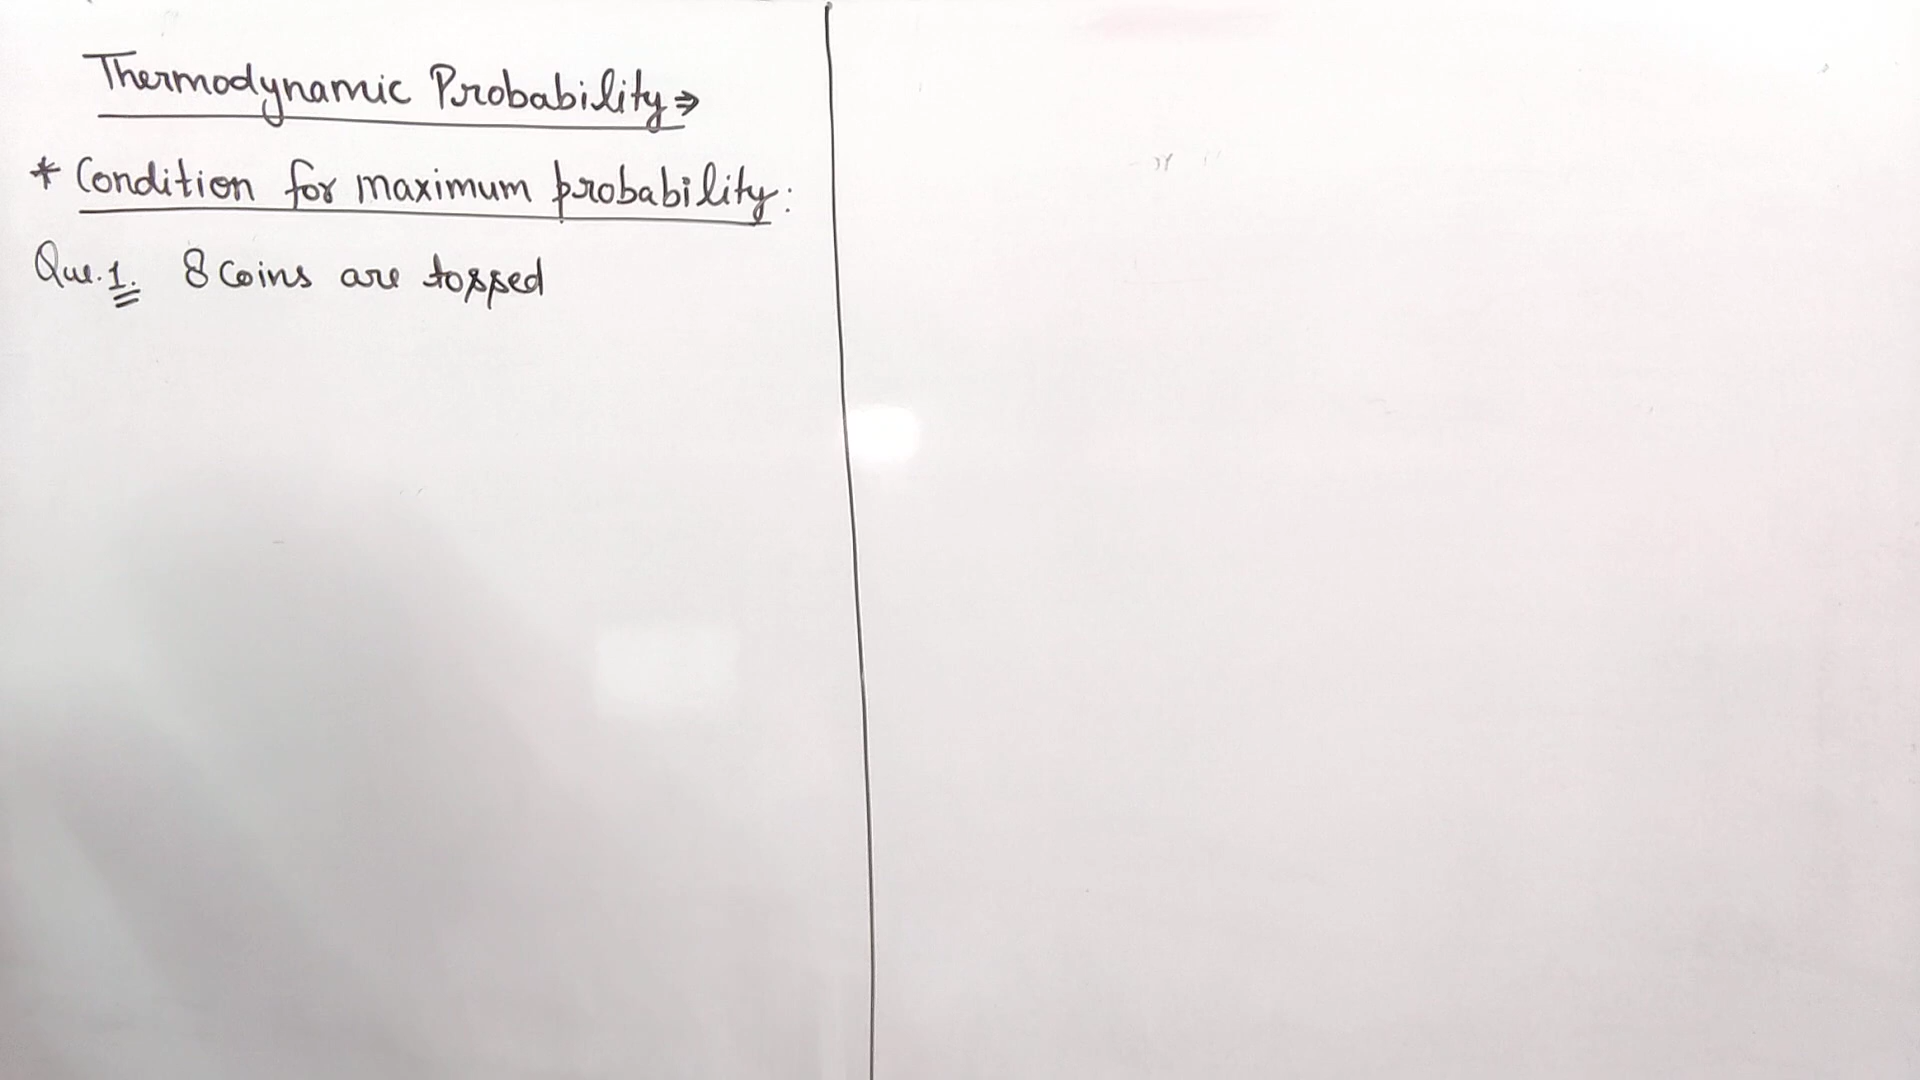 Thermodynamic Probability ⇒
* Condition for maximum probability:
Que.1. 8 Coins are tossed